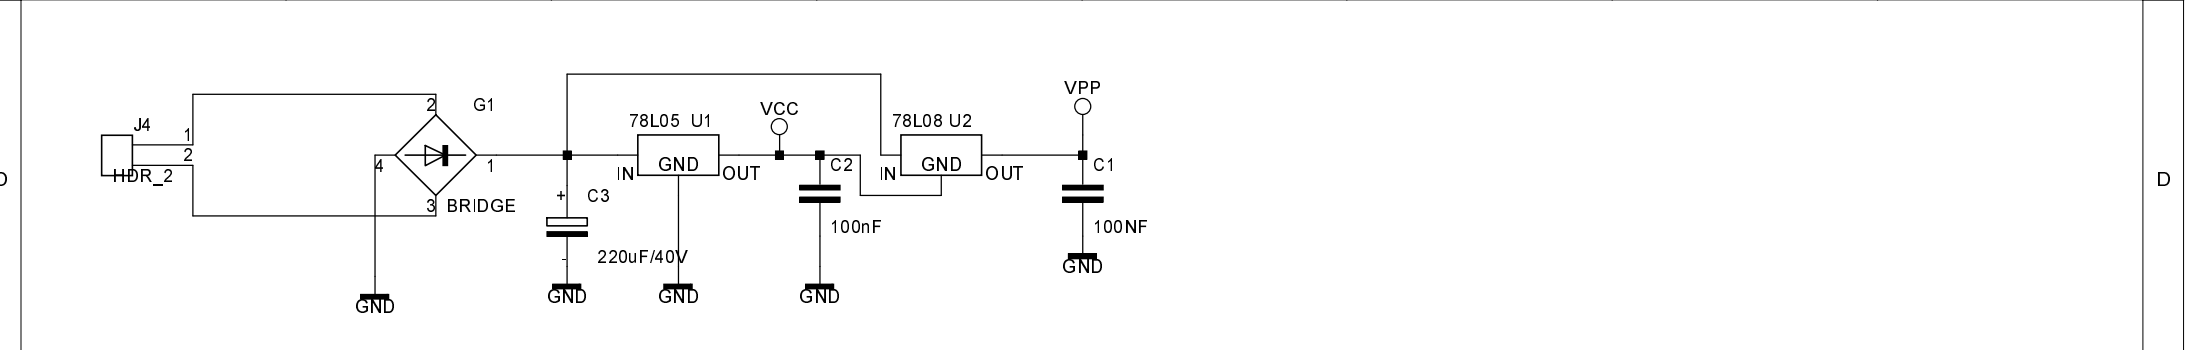 VPP
2 G1
VCC
J4
1
78L05 U1
78L08 U2
2
4
1
GND
C2
GND
C1
HDR_2
IN
OUT
IN
OUT
D
D
3 BRIDGE
+
C3
100nF
100NF
-
220uF/40V
GND
GND
GND
GND
GND